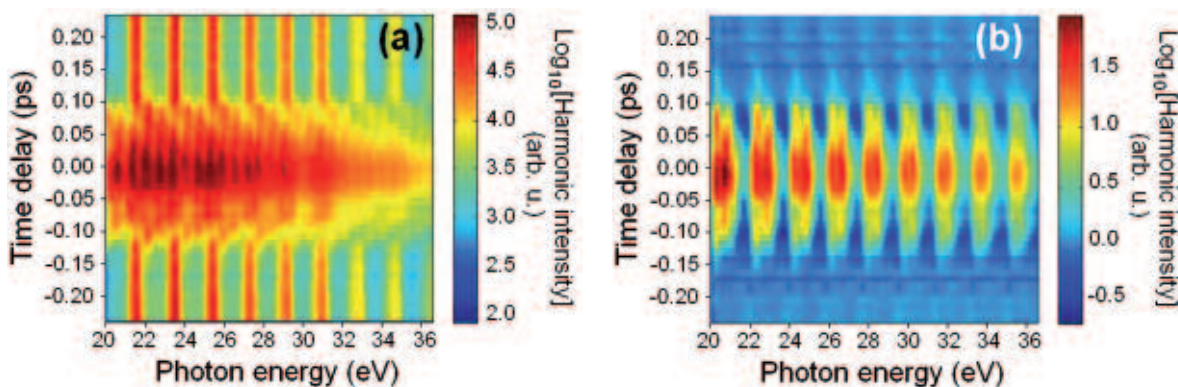 (a)
Time delay (ps)
0.20
0.15
0.10
0.05
0.00
-0.05
-0.10
-0.15
-0.20
20 22 24 26 28 30 32 34 36
Photon energy (eV)
5.0
4.5
4.0
3.5
3.0
2.5
2.0
Log10[Harmonic intensity]
(arb. u.)
(b)
Time delay (ps)
0.20
0.15
0.10
0.05
0.00
-0.05
-0.10
-0.15
-0.20
20 22 24 26 28 30 32 34 36
Photon energy (eV)
1.5
1.0
0.5
0.0
-0.5
Log10[Harmonic intensity]
(arb. u.)